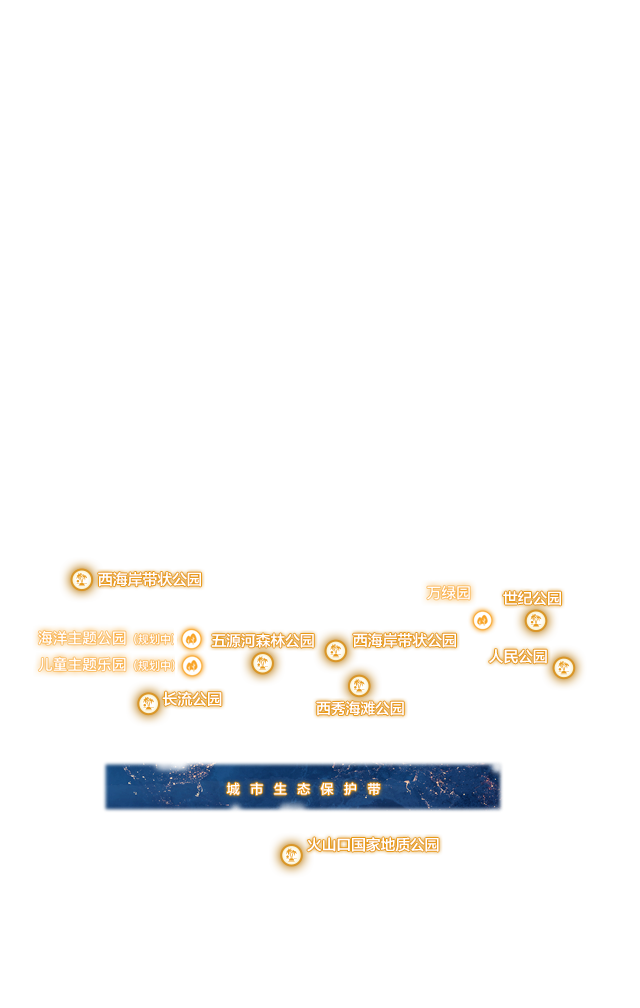 西海岸带状公园
万绿园
世纪公园
海洋主题公园（规划中）
五源河森林公园
西海岸带状公园
儿童主题乐园（规划中）
人民公园
长流公园
西秀海滩公园
城市生态保护带
火山口国家地质公园